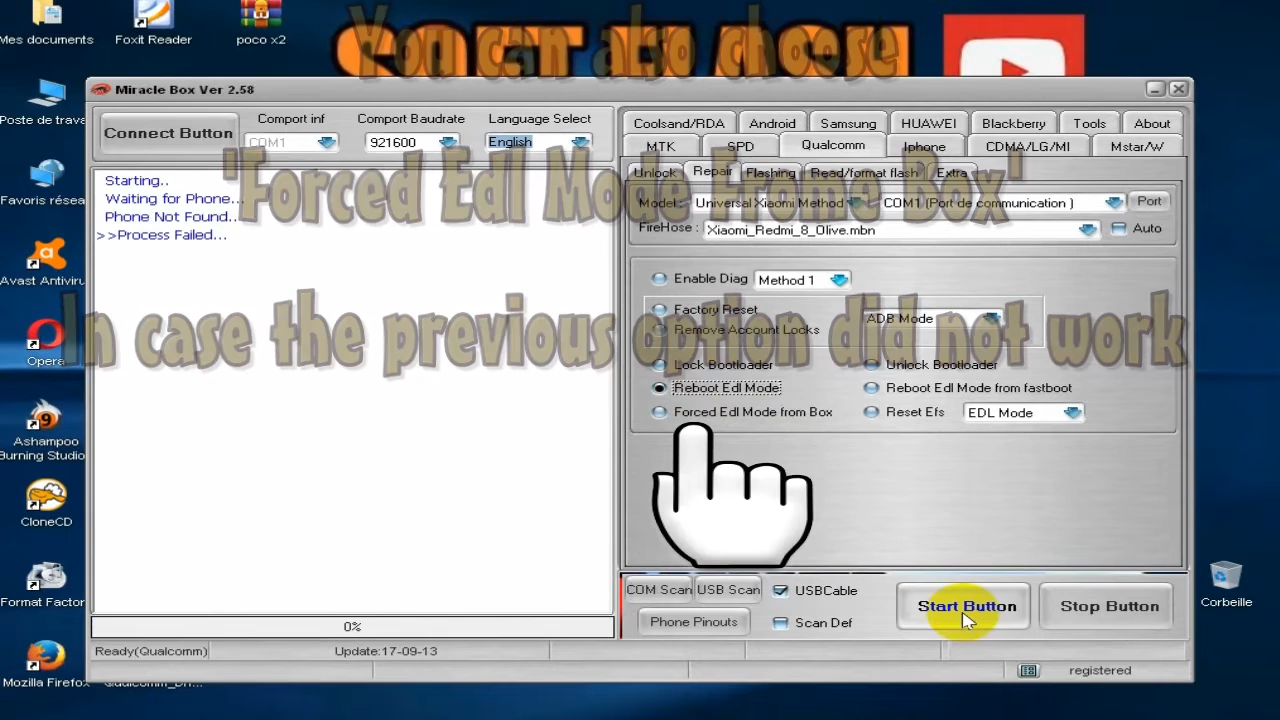 Mes documents
Foxit Reader
poco x2
You can also choose
Poste de trava
Favoris résea
Avast Antiviru
Opera
Ashampoo
Burning Studio
CloneCD
Format Factor
Mozilla Firefox
Corbeille
Miracle Box Ver 2.58
Connect Button
Comport inf
Comport Baudrate
Language Select
COM1
921600
English
Starting..
Waiting for Phone...
Phone Not Found...
>>Process Failed...
0%
Coolsand/RDA
Android
Samsung
HUAWEI
Blackberry
Tools
About
MTK
SPD
Qualcomm
Iphone
CDMA/LG/MI
Mstar/W
Unlock
Repair
Flashing
Read/format flash
Extra
'Forced Edl Mode Frome Box'
Model :
Universal Xiaomi Method
COM1 (Port de communication )
Port
FireHose :
Xiaomi_Redmi_8_Olive.mbn
Auto
Enable Diag
Method 1
Factory Reset
Remove Account Locks
ADB Mode
In case the previous option did not work
Lock Bootloader
Unlock Bootloader
Reboot Edl Mode
Reboot Edl Mode from fastboot
Forced Edl Mode from Box
Reset Efs
EDL Mode
COM Scan
USB Scan
USBCable
Phone Pinouts
Scan Def
Start Button
Stop Button
Ready(Qualcomm)
Update:17-09-13
registered